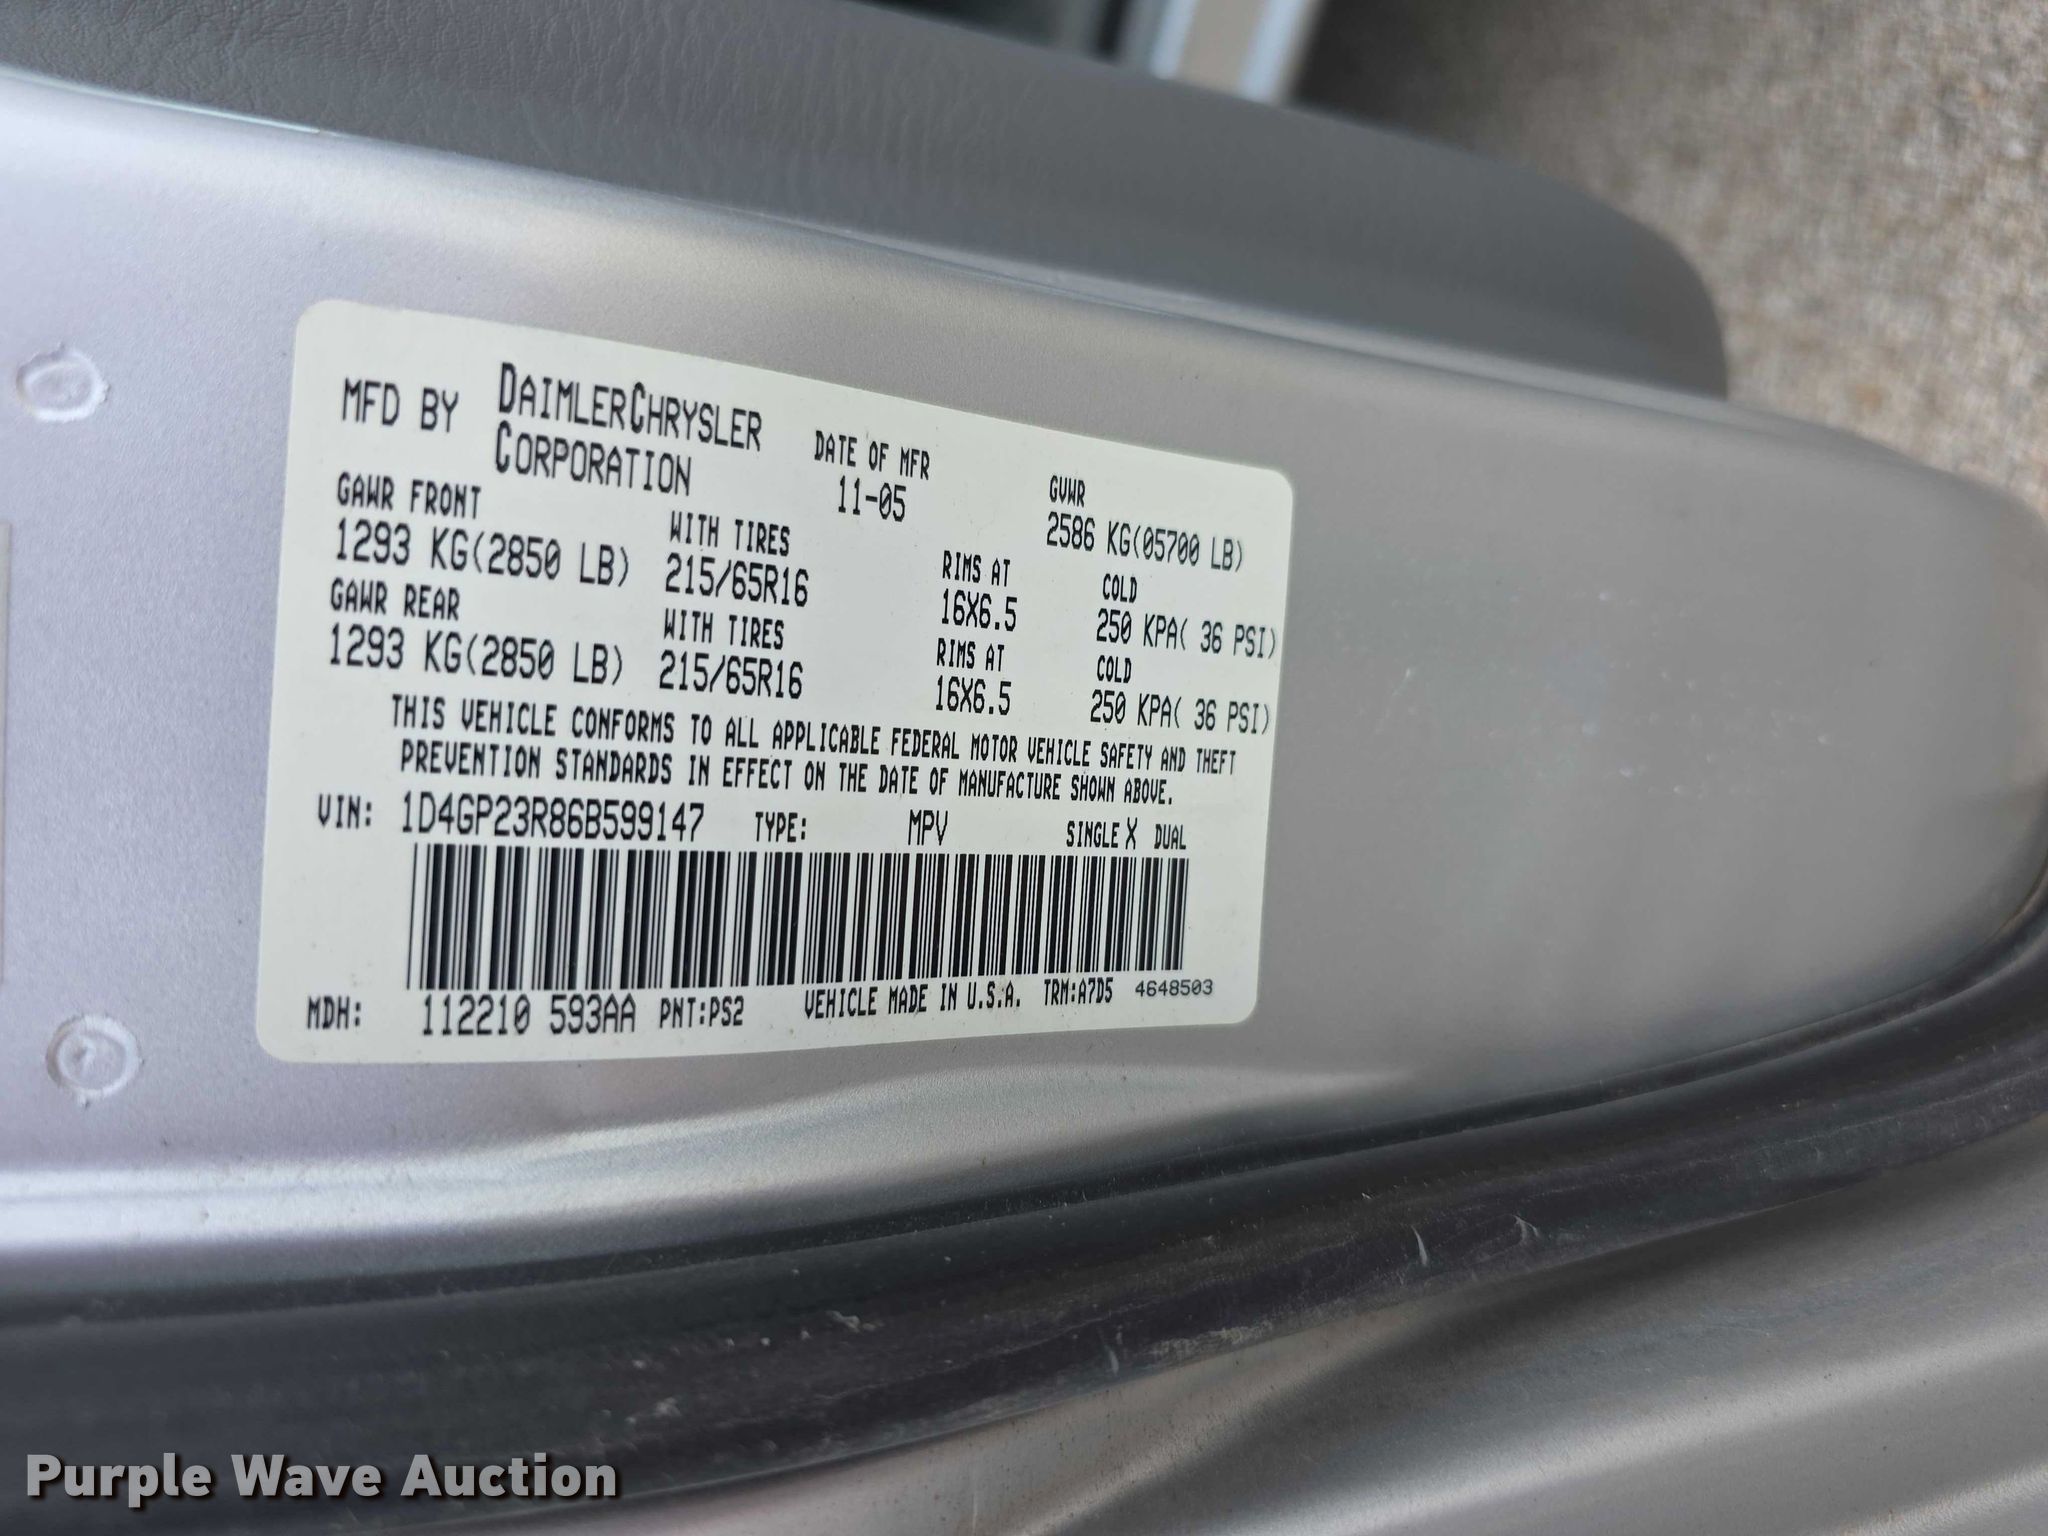 MFD BY DAIMLERCHRYSLER CORPORATION
DATE OF MFR 11-05
GVWR 2586 KG(05700 LB)
GAWR FRONT WITH TIRES RIMS AT COLD
1293 KG(2850 LB) 215/65R16 16X6.5 250 KPA( 36 PSI)
GAWR REAR WITH TIRES RIMS AT COLD
1293 KG(2850 LB) 215/65R16 16X6.5 250 KPA( 36 PSI)
THIS VEHICLE CONFORMS TO ALL APPLICABLE FEDERAL MOTOR VEHICLE SAFETY AND THEFT
PREVENTION STANDARDS IN EFFECT ON THE DATE OF MANUFACTURE SHOWN ABOVE.
VIN: 1D4GP23R86B599147 TYPE: MPV SINGLE X DUAL
MDH: 112210 593AA PNT:PS2 VEHICLE MADE IN U.S.A. TRM:A7D5 4648503
Purple Wave Auction